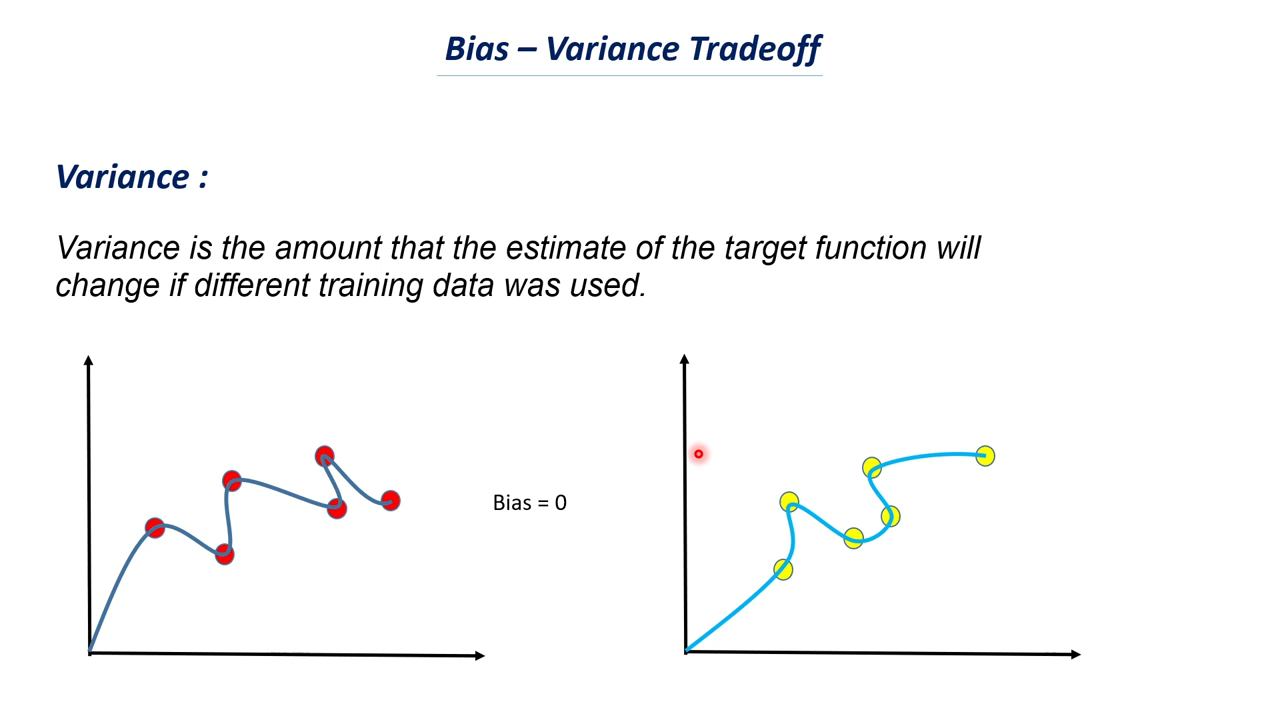 Bias – Variance Tradeoff
Variance :
Variance is the amount that the estimate of the target function will
change if different training data was used.
Bias = 0